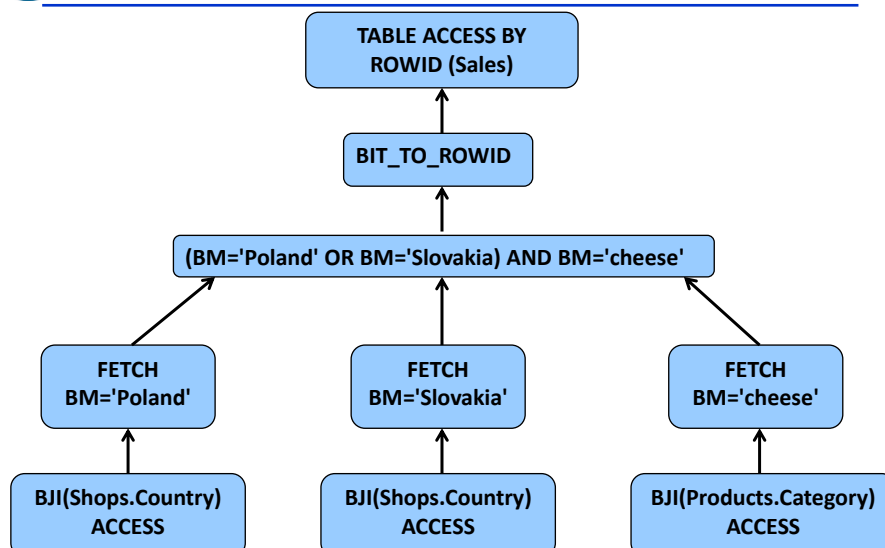 TABLE ACCESS BY
ROWID (Sales)
BIT_TO_ROWID
(BM='Poland' OR BM='Slovakia) AND BM='cheese'
FETCH
BM='Poland'
FETCH
BM='Slovakia'
FETCH
BM='cheese'
BJI(Shops.Country)
ACCESS
BJI(Shops.Country)
ACCESS
BJI(Products.Category)
ACCESS